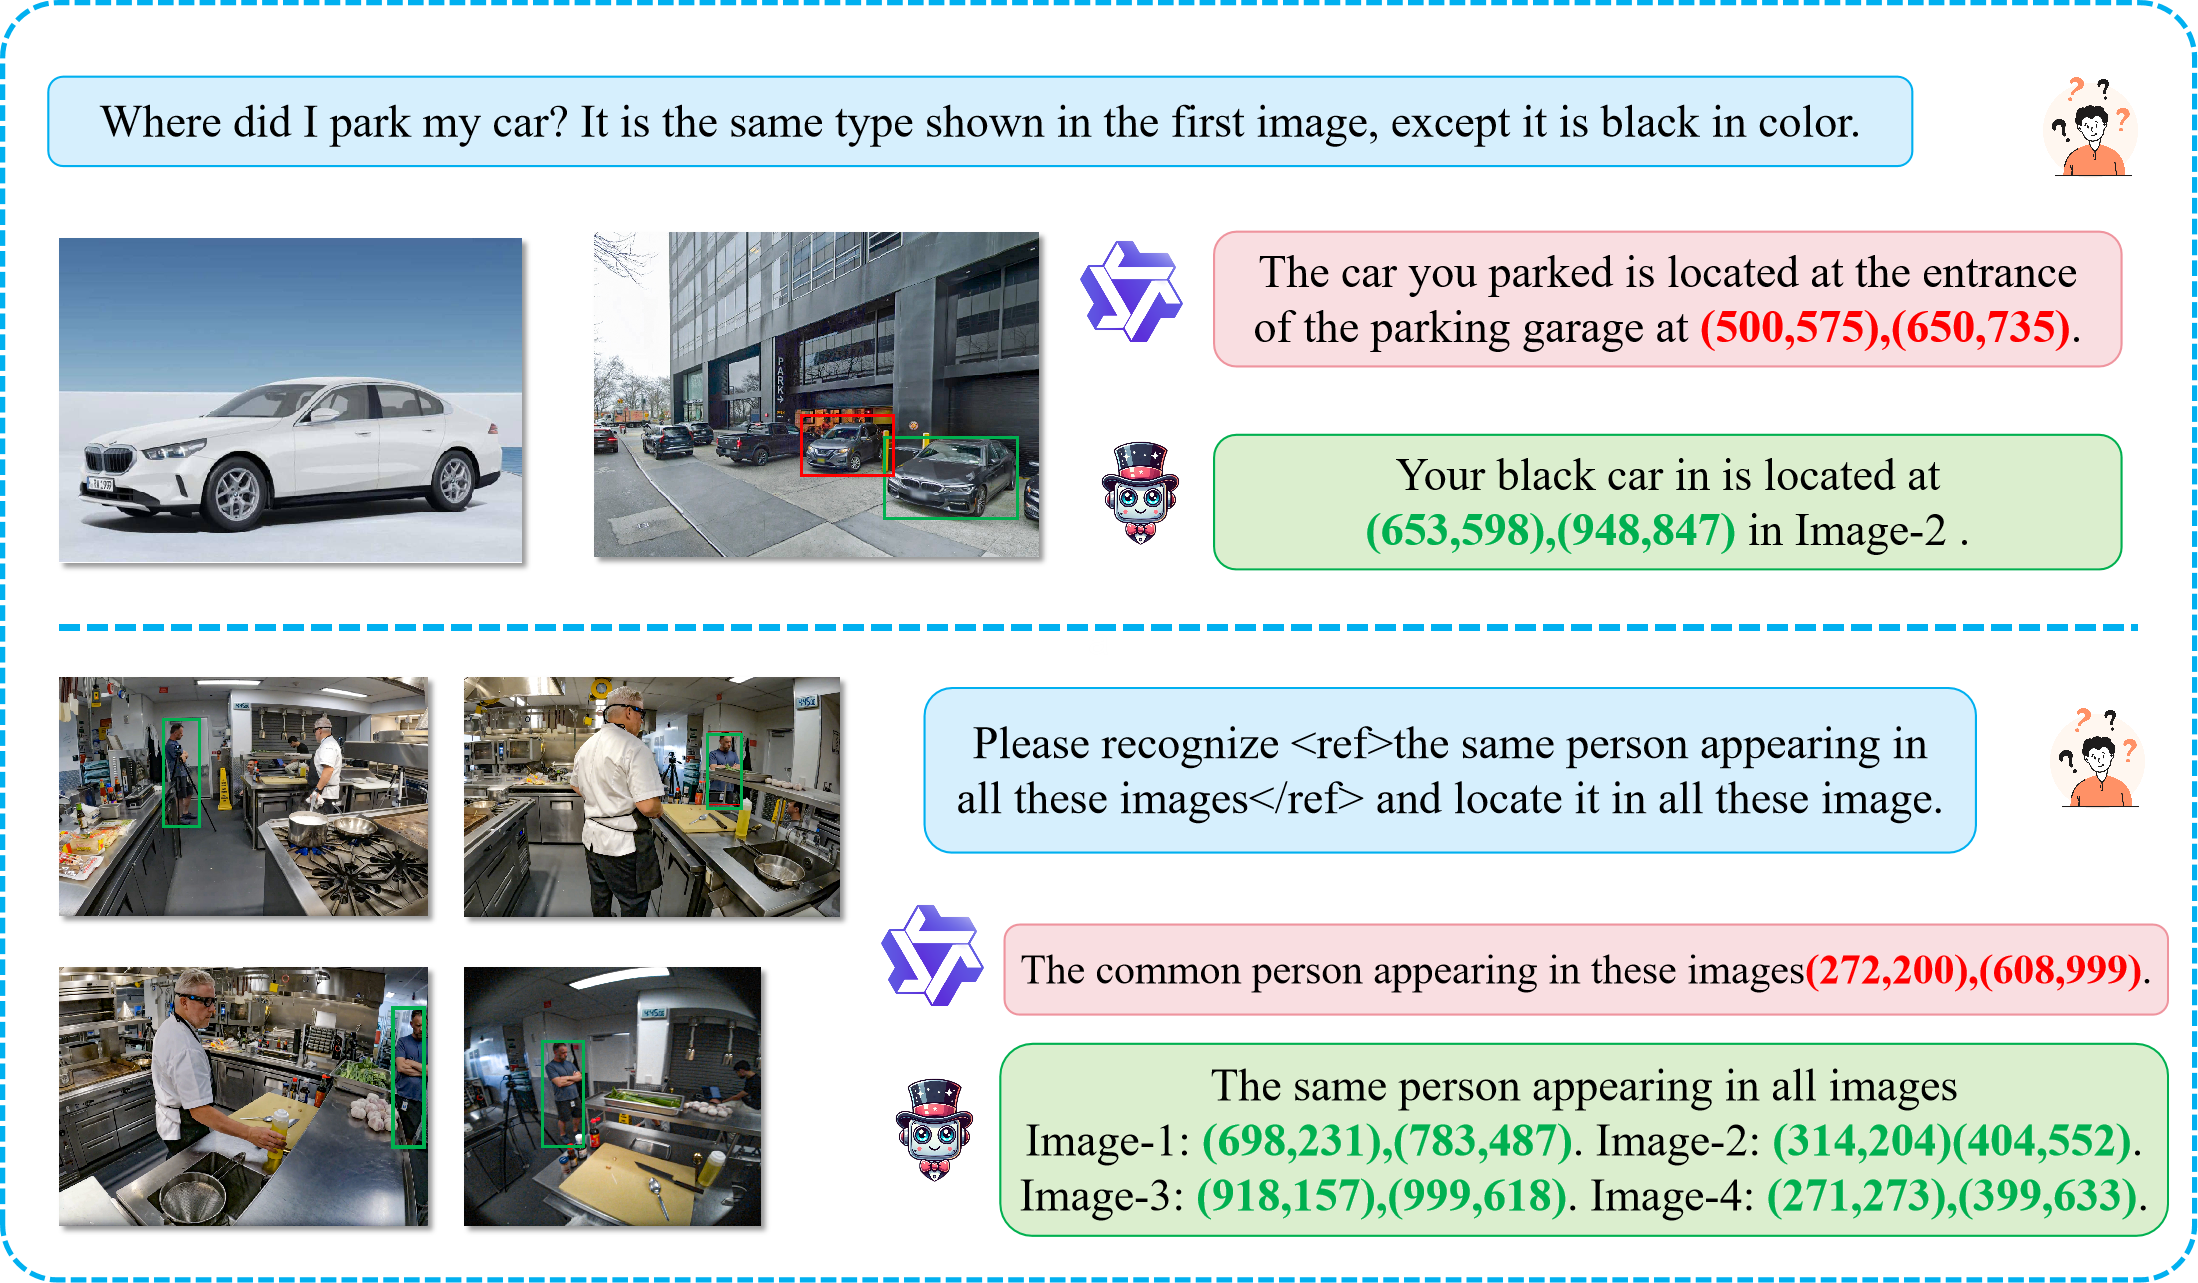 Where did I park my car? It is the same type shown in the first image, except it is black in color.
PARK
The car you parked is located at the entrance
of the parking garage at (500,575),(650,735).
Your black car in is located at
(653,598),(948,847) in Image-2 .
Please recognize <ref>the same person appearing in
all these images</ref> and locate it in all these image.
The common person appearing in these images(272,200),(608,999).
The same person appearing in all images
Image-1: (698,231),(783,487). Image-2: (314,204)(404,552).
Image-3: (918,157),(999,618). Image-4: (271,273),(399,633).